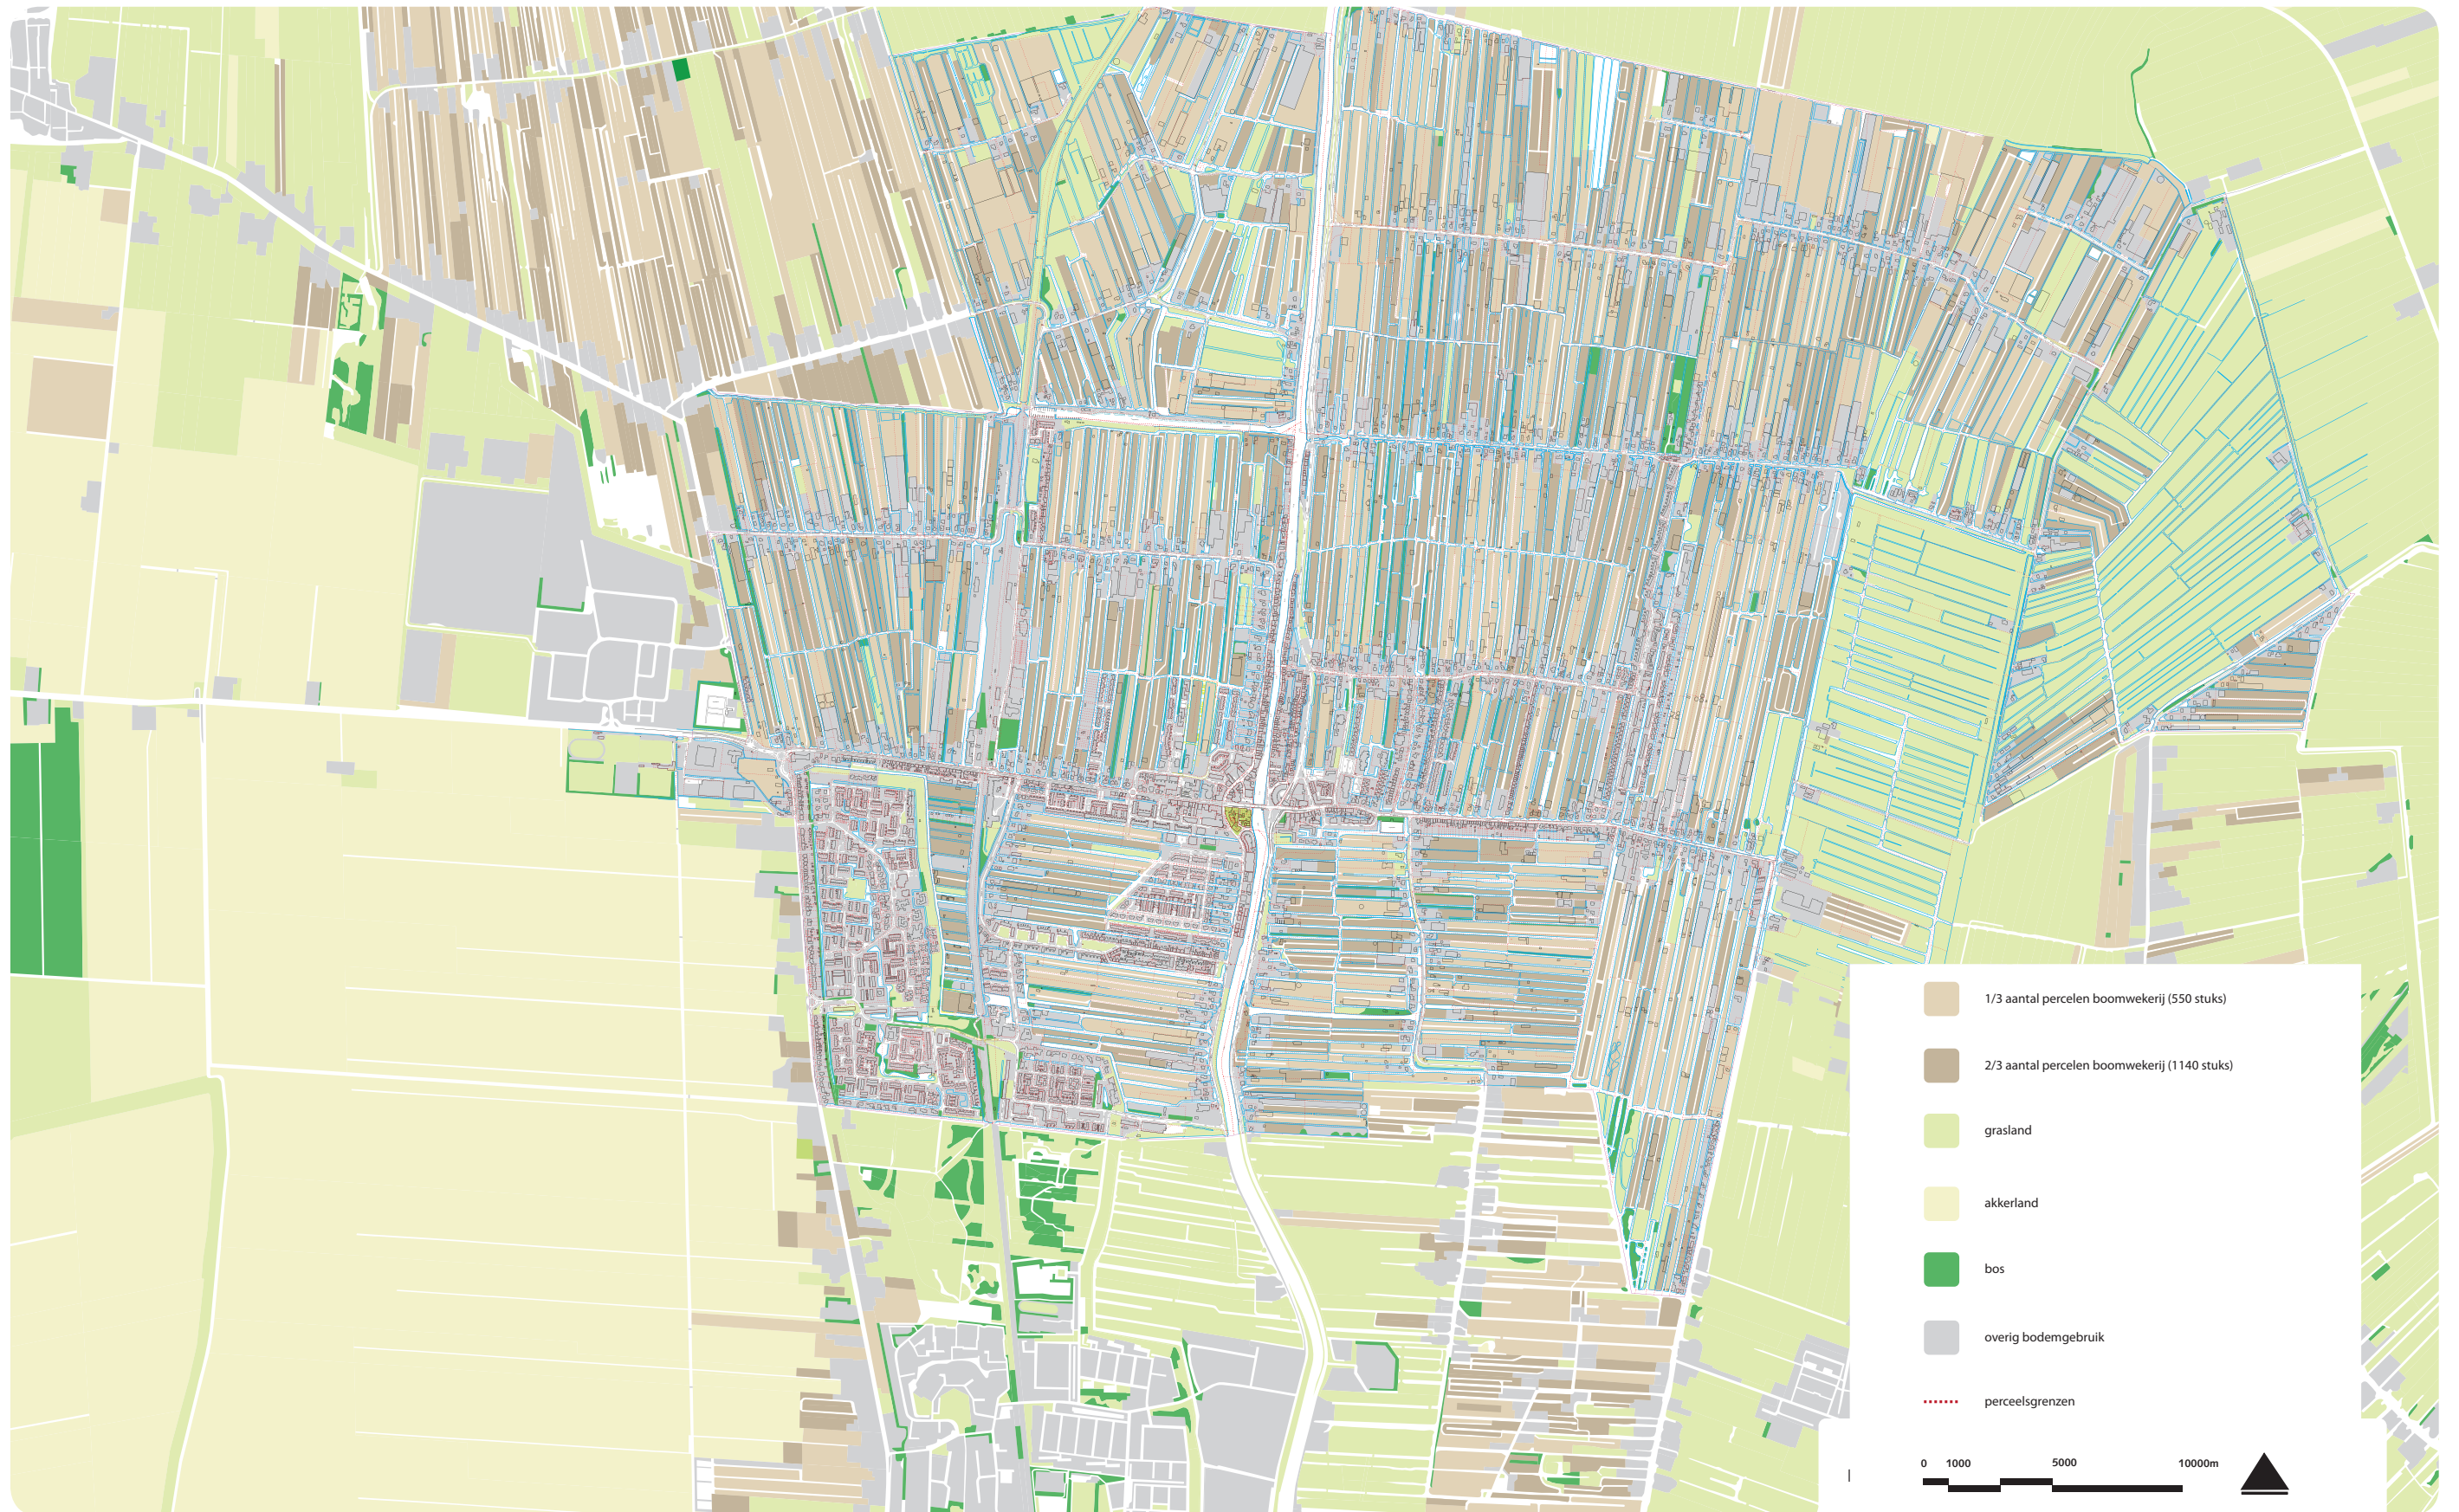 1/3 aantal percelen boomwekerij (550 stuks)
2/3 aantal percelen boomwekerij (1140 stuks)
grasland
akkerland
bos
overig bodemgebruik
perceelsgrenzen
0 1000 5000 10000m